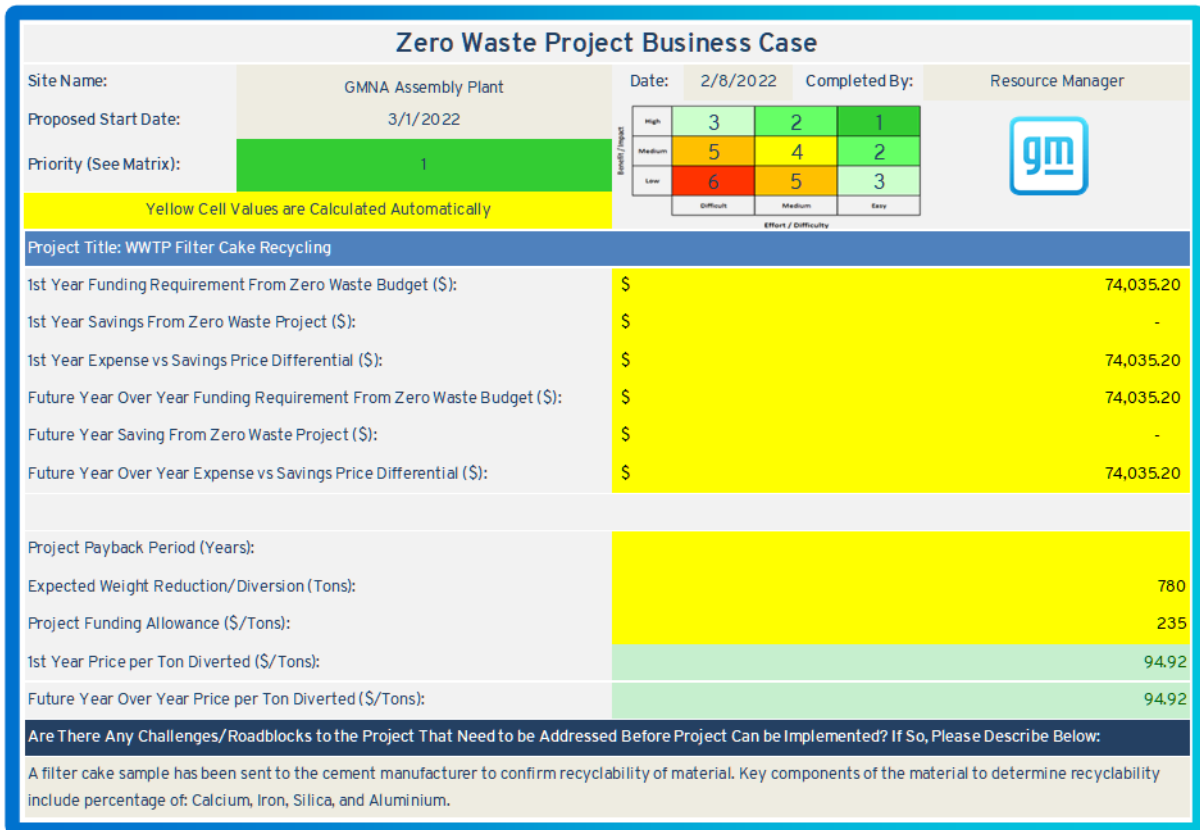 Zero Waste Project Business Case
Site Name: GMNA Assembly Plant Date: 2/8/2022 Completed By: Resource Manager
Proposed Start Date: 3/1/2022
Priority (See Matrix): 1
Yellow Cell Values are Calculated Automatically
Benefit / Impact
High 3 2 1
Medium 5 4 2
Low 6 5 3
Difficult Medium Easy
Effort / Difficulty
gm
Project Title: WWTP Filter Cake Recycling
1st Year Funding Requirement From Zero Waste Budget ($): $ 74,035.20
1st Year Savings From Zero Waste Project ($): $ -
1st Year Expense vs Savings Price Differential ($): $ 74,035.20
Future Year Over Year Funding Requirement From Zero Waste Budget ($): $ 74,035.20
Future Year Saving From Zero Waste Project ($): $ -
Future Year Over Year Expense vs Savings Price Differential ($): $ 74,035.20
Project Payback Period (Years):
Expected Weight Reduction/Diversion (Tons): 780
Project Funding Allowance ($/Tons): 235
1st Year Price per Ton Diverted ($/Tons): 94.92
Future Year Over Year Price per Ton Diverted ($/Tons): 94.92
Are There Any Challenges/Roadblocks to the Project That Need to be Addressed Before Project Can be Implemented? If So, Please Describe Below:
A filter cake sample has been sent to the cement manufacturer to confirm recyclability of material. Key components of the material to determine recyclability
include percentage of: Calcium, Iron, Silica, and Aluminium.